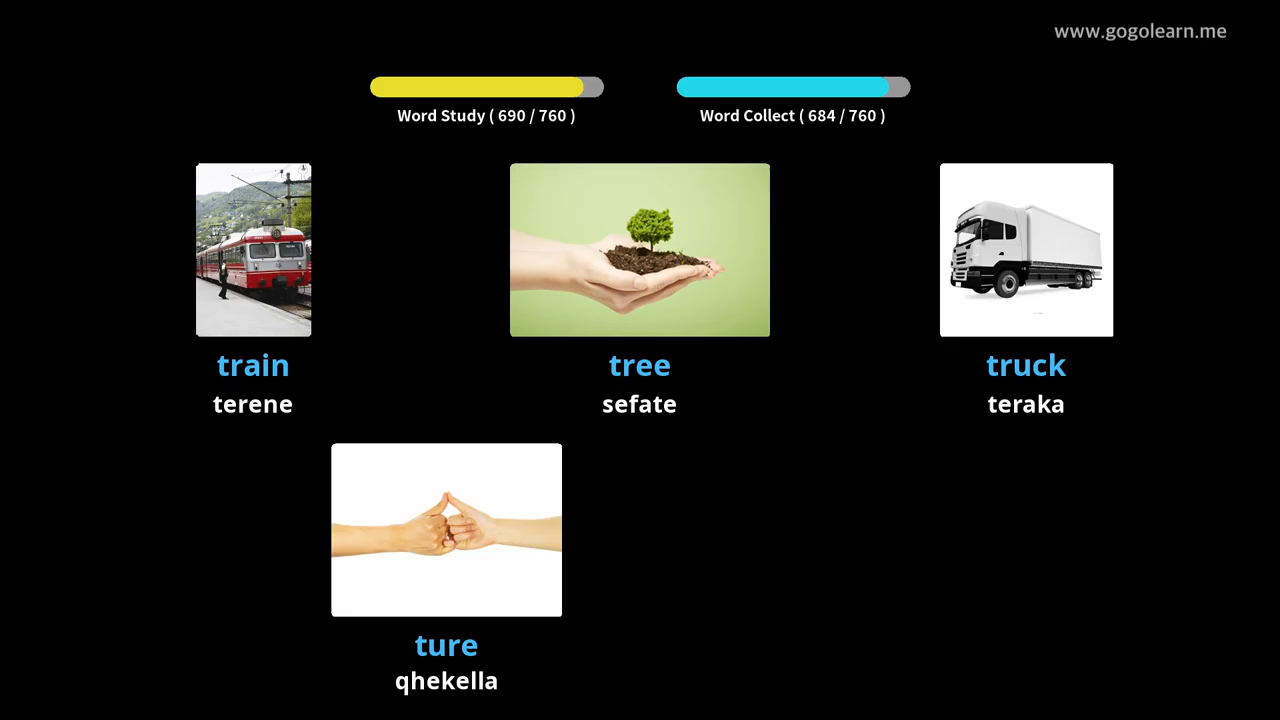 www.gogolearn.me
Word Study ( 690 / 760 )
Word Collect ( 684 / 760 )
train
terene
tree
sefate
truck
teraka
ture
qhekella